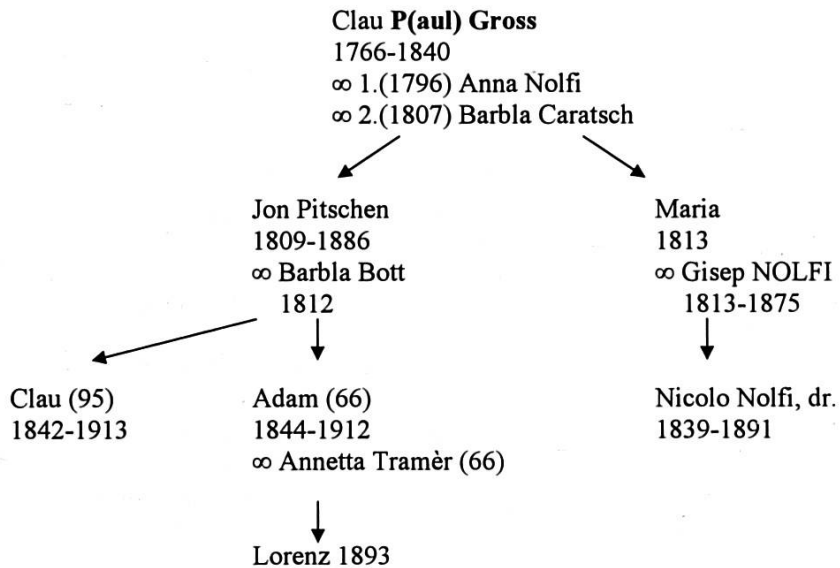 Clau P(aul) Gross
1766-1840
∞ 1.(1796) Anna Nolfi
∞ 2.(1807) Barbla Caratsch
Jon Pitschen
1809-1886
∞ Barbla Bott
1812
Maria
1813
∞ Gisep NOLFI
1813-1875
Clau (95)
1842-1913
Adam (66)
1844-1912
∞ Annetta Tramèr (66)
Nicolo Nolfi, dr.
1839-1891
Lorenz 1893